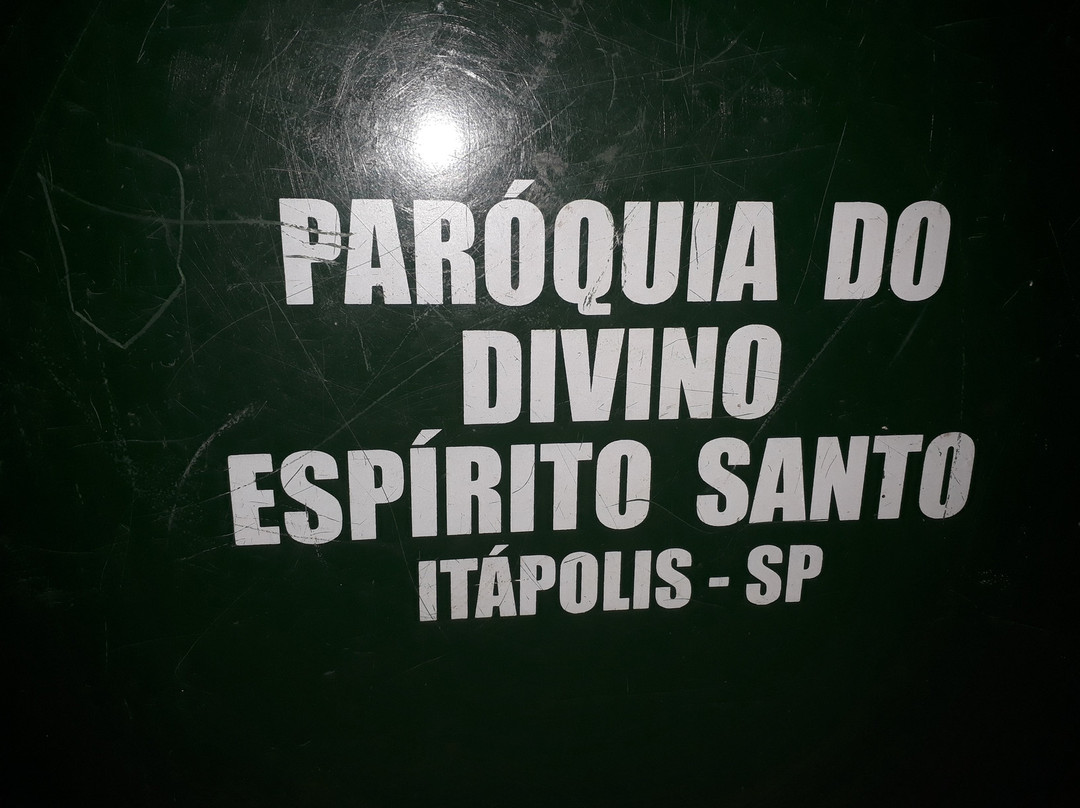 PARÓQUIA DO
DIVINO
ESPÍRITO SANTO
ITÁPOLIS - SP